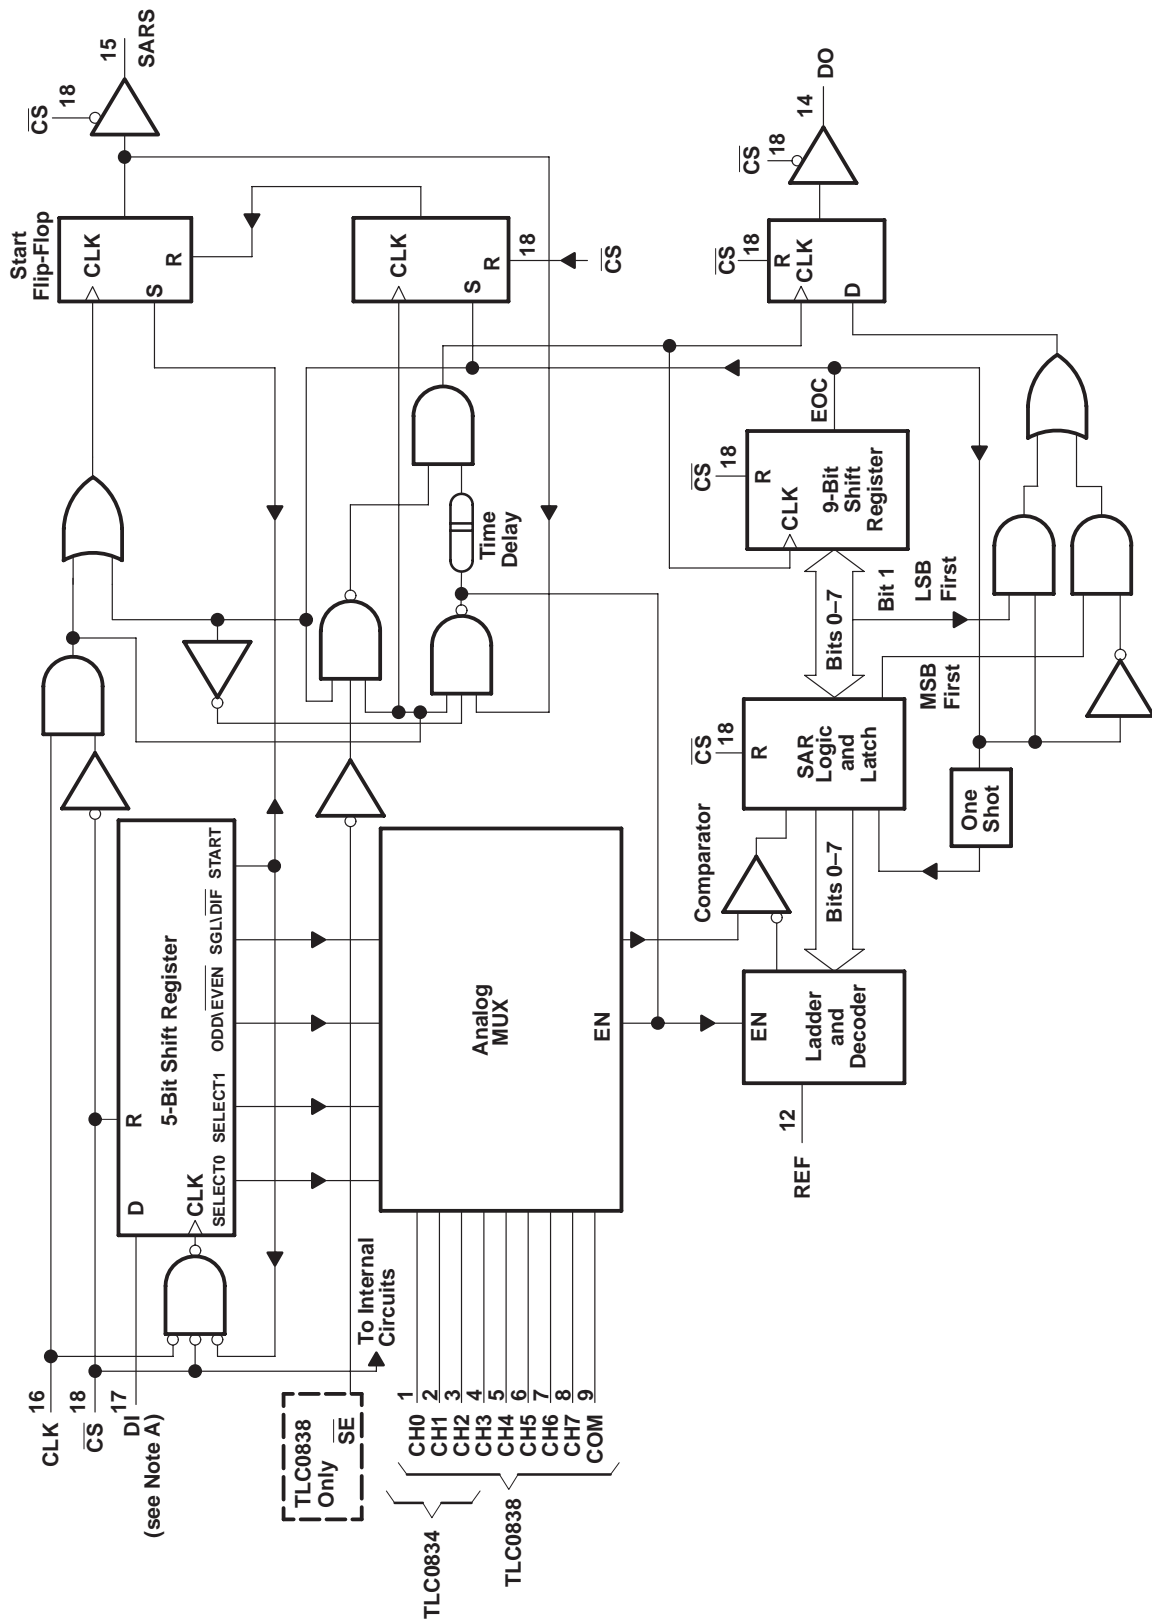 CLK 16
CS 18
DI 17
(see Note A)
D
R
CLK
5-Bit Shift Register
SELECT0 SELECT1 ODD\EVEN SGL\DIF START
To Internal
Circuits
TLC0838
Only
SE
Start
Flip-Flop
CLK
S
R
CS
18
15
SARS
CLK
S
R
18
CS
Time
Delay
CH0 1
CH1 2
CH2 3
CH3 4
CH4 5
CH5 6
CH6 7
CH7 8
COM 9
TLC0834
TLC0838
Analog
MUX
EN
Comparator
REF
12
EN
Ladder
and
Decoder
Bits 0–7
CS
18
R
SAR
Logic
and
Latch
Bits 0–7
CS
18
R
CLK
9-Bit
Shift
Register
EOC
One
Shot
MSB
First
Bit 1
LSB
First
CS
18
R
CLK
D
CS
18
14
DO